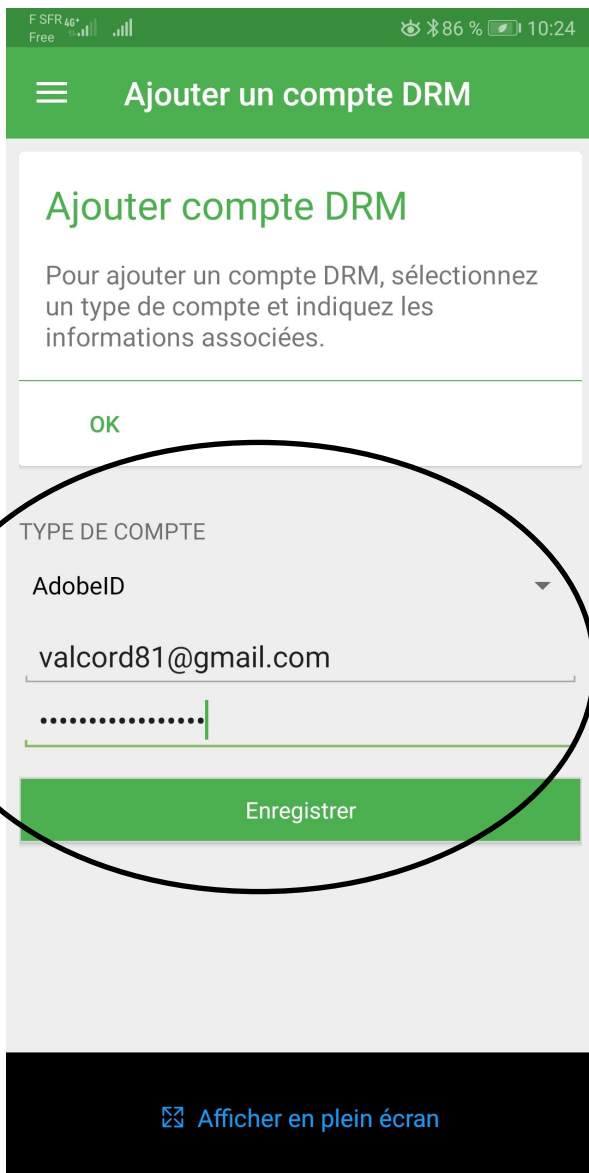 F SFR 4G+
Free
86 % 10:24
Ajouter un compte DRM
Ajouter compte DRM
Pour ajouter un compte DRM, sélectionnez
un type de compte et indiquez les
informations associées.
OK
TYPE DE COMPTE
AdobeID
valcord81@gmail.com
•••••••••••••••••
Enregistrer
Afficher en plein écran